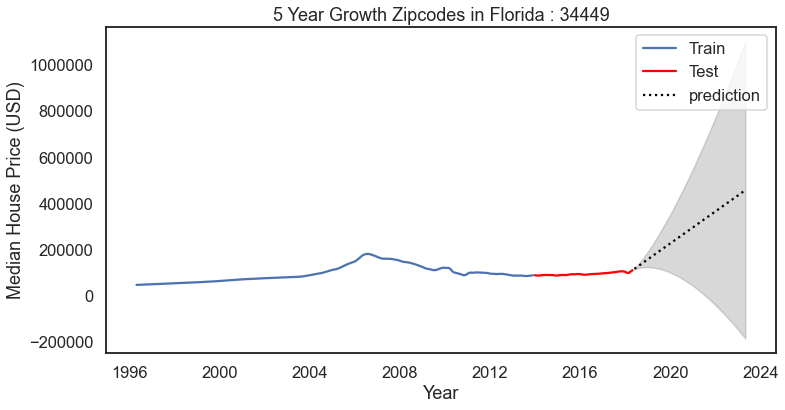 5 Year Growth Zipcodes in Florida : 34449
Train
Test
prediction
Median House Price (USD)
1000000
800000
600000
400000
200000
0
−200000
1996 2000 2004 2008 2012 2016 2020 2024
Year